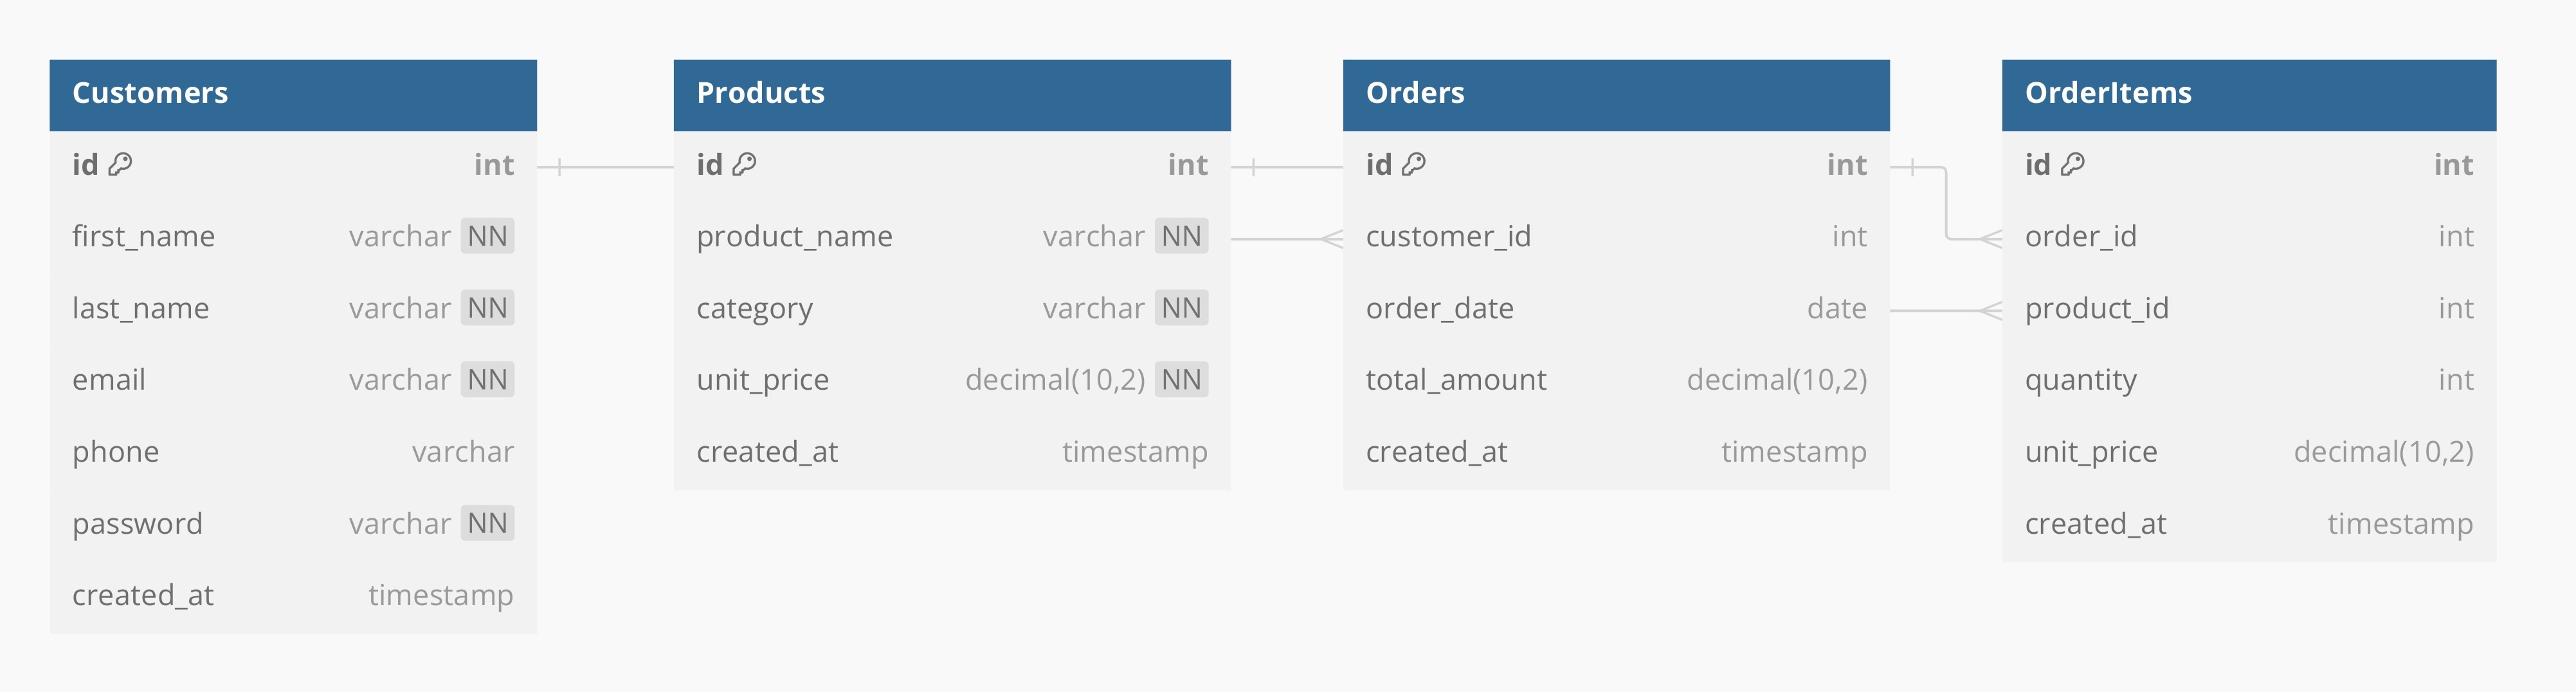 Customers
id int
first_name varchar NN
last_name varchar NN
email varchar NN
phone varchar
password varchar NN
created_at timestamp
Products
id int
product_name varchar NN
category varchar NN
unit_price decimal(10,2) NN
created_at timestamp
Orders
id int
customer_id int
order_date date
total_amount decimal(10,2)
created_at timestamp
OrderItems
id int
order_id int
product_id int
quantity int
unit_price decimal(10,2)
created_at timestamp